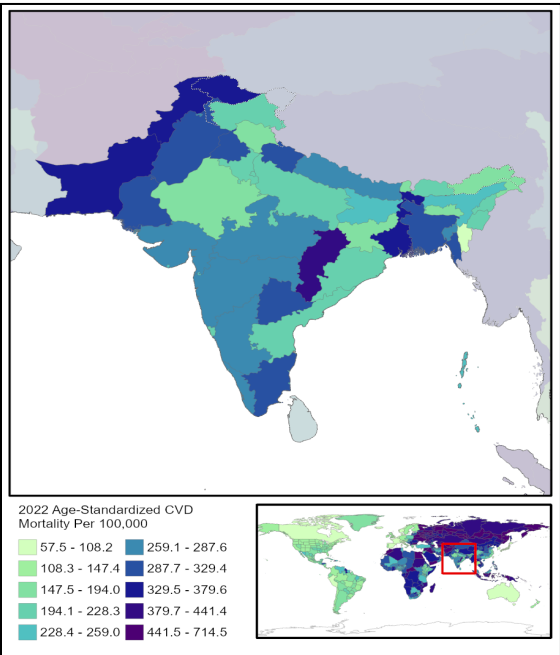 2022 Age-Standardized CVD
Mortality Per 100,000
57.5 - 108.2
108.3 - 147.4
147.5 - 194.0
194.1 - 228.3
228.4 - 259.0
259.1 - 287.6
287.7 - 329.4
329.5 - 379.6
379.7 - 441.4
441.5 - 714.5